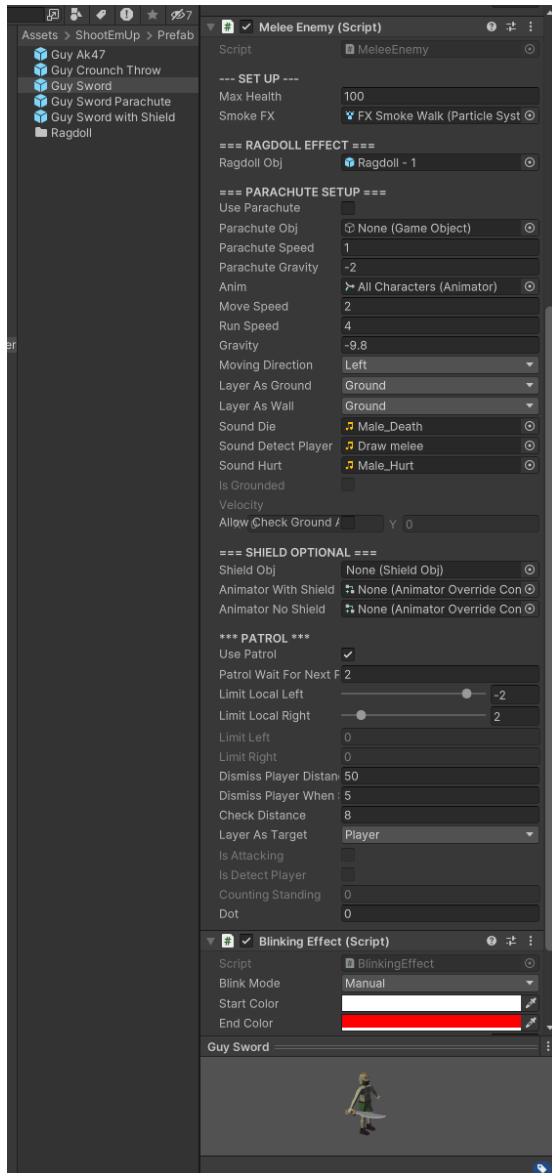 7
Assets > ShootEmUp > Prefab
Guy Ak47
Guy Crounch Throw
Guy Sword
Guy Sword Parachute
Guy Sword with Shield
Ragdoll
er
# Melee Enemy (Script)
Script # MeleeEnemy
--- SET UP ---
Max Health 100
Smoke FX FX Smoke Walk (Particle Syst
=== RAGDOLL EFFECT ===
Ragdoll Obj Ragdoll - 1
=== PARACHUTE SETUP ===
Use Parachute
Parachute Obj None (Game Object)
Parachute Speed 1
Parachute Gravity -2
Anim All Characters (Animator)
Move Speed 2
Run Speed 4
Gravity -9.8
Moving Direction Left
Layer As Ground Ground
Layer As Wall Ground
Sound Die Male_Death
Sound Detect Player Draw melee
Sound Hurt Male_Hurt
Is Grounded
Velocity
Allow Check Ground A Y 0
=== SHIELD OPTIONAL ===
Shield Obj None (Shield Obj)
Animator With Shield None (Animator Override Con
Animator No Shield None (Animator Override Con
*** PATROL ***
Use Patrol
Patrol Wait For Next P 2
Limit Local Left -2
Limit Local Right 2
Limit Left 0
Limit Right 0
Dismiss Player Distan 50
Dismiss Player When 5
Check Distance 8
Layer As Target Player
Is Attacking
Is Detect Player
Counting Standing 0
Dot 0
# Blinking Effect (Script)
Script # BlinkingEffect
Blink Mode Manual
Start Color
End Color
Guy Sword